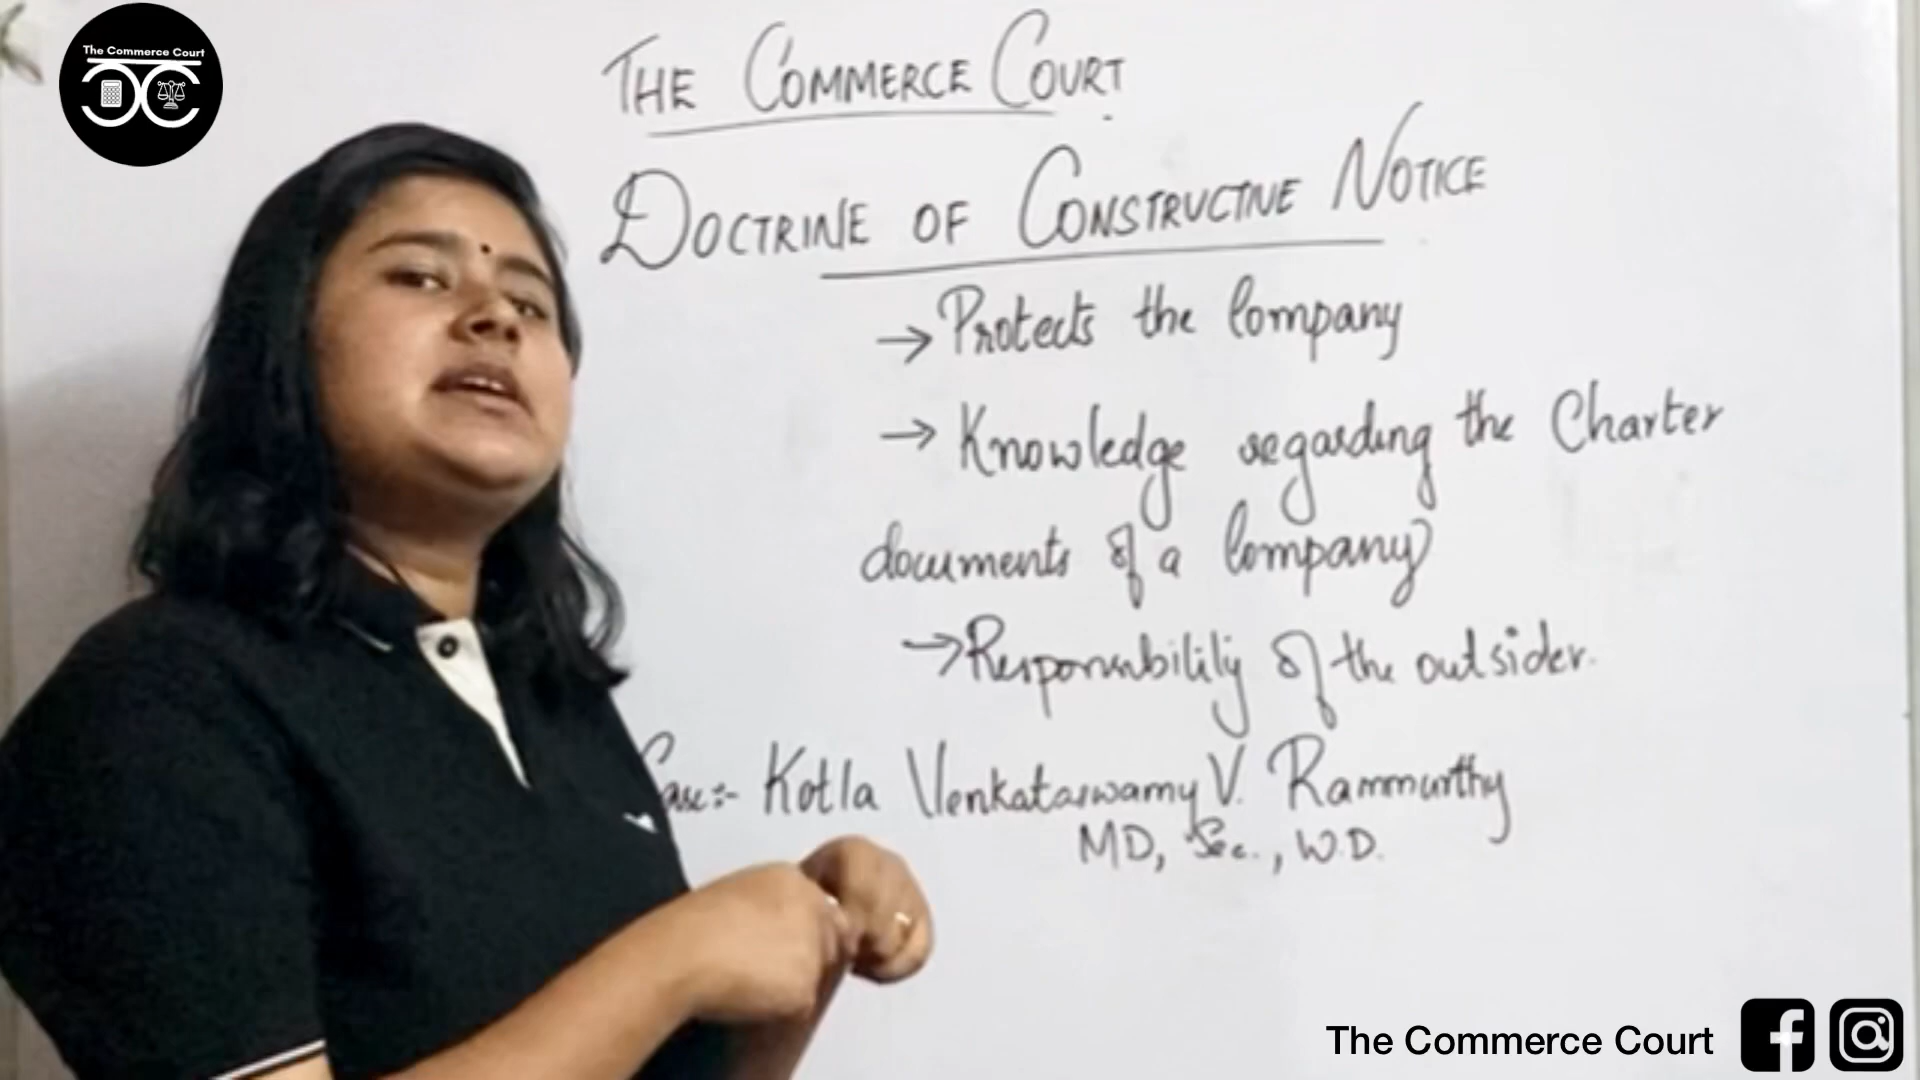 The Commerce Court
THE COMMERCE COURT
DOCTRINE OF CONSTRUCTIVE NOTICE
→ Protects the Company
→ Knowledge regarding the Charter
documents of a Company
→ Responsibility of the outsider.
Case:- Kotla Venkataswamy V. Rammurthy
MD, Sec., W.D.
The Commerce Court